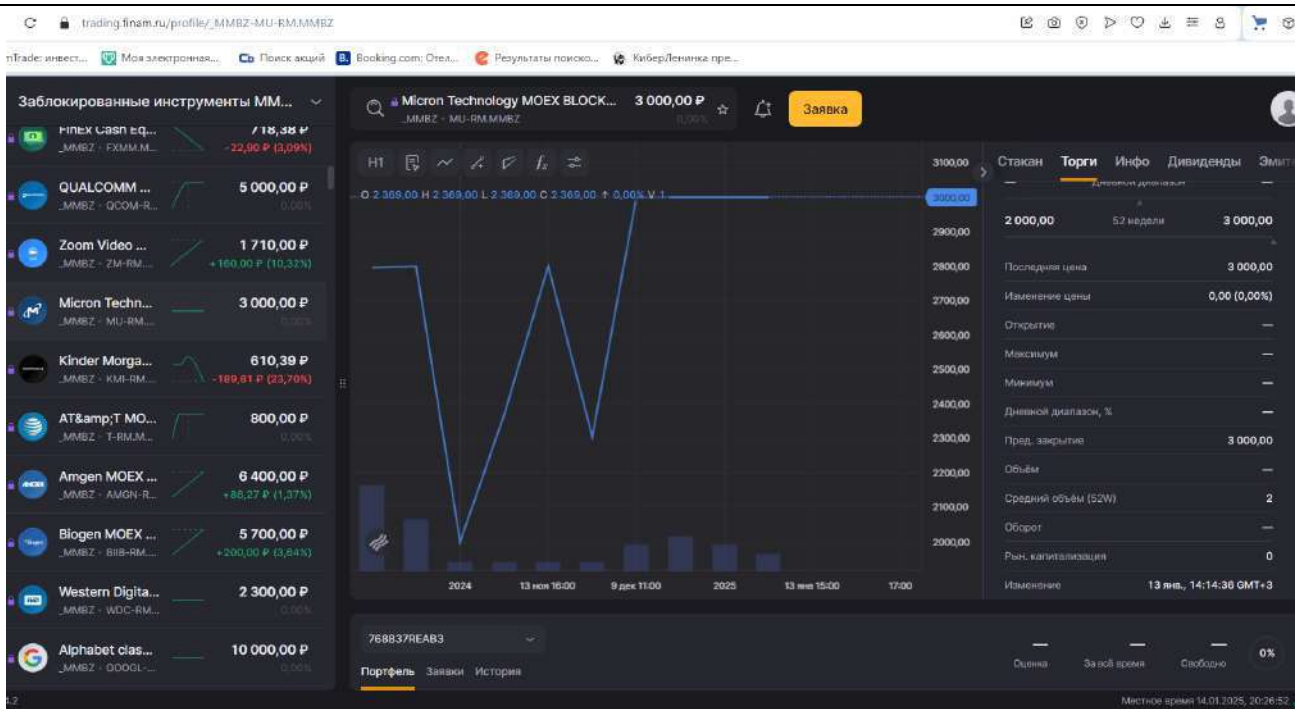 trading.finam.ru/profile/_MMBZ-MU-RM.MMBZ
nTrade: инвест... Моя электронная... Поиск акций Booking.com: Отел... Результаты поиско... КиберЛенинка пре...
Заблокированные инструменты ММ...
FinEx Cash Eq... 718,38 ₽
_MMBZ - FXMM.M... -22,90 ₽ (3,09%)
QUALCOMM ... 5 000,00 ₽
_MMBZ - QCOM-R... 0,00%
Zoom Video ... 1 710,00 ₽
_MMBZ - ZM-RM.... +160,00 ₽ (10,32%)
Micron Techn... 3 000,00 ₽
_MMBZ - MU-RM.... 0,00%
Kinder Morga... 610,39 ₽
_MMBZ - KMI-RM.... -189,61 ₽ (23,70%)
AT&amp;T MO... 800,00 ₽
_MMBZ - T-RM.M... 0,00%
Amgen MOEX ... 6 400,00 ₽
_MMBZ - AMGN-R... +86,27 ₽ (1,37%)
Biogen MOEX ... 5 700,00 ₽
_MMBZ - BIIB-RM.... +200,00 ₽ (3,64%)
Western Digita... 2 300,00 ₽
_MMBZ - WDC-RM... 0,00%
Alphabet clas... 10 000,00 ₽
_MMBZ - GOOGL-... 0,00%
Micron Technology MOEX BLOCK... 3 000,00 ₽
_MMBZ - MU-RM.MMBZ 0,00%
Заявка
H1
O 2 369,00 H 2 369,00 L 2 369,00 C 2 369,00 0,00% V 1
3100,00
3000,00
2900,00
2800,00
2700,00
2600,00
2500,00
2400,00
2300,00
2200,00
2100,00
2000,00
2024 13 ноя 16:00 9 дек 11:00 2025 13 янв 15:00 17:00
Стакан Торги Инфо Дивиденды Эмит
— Дневной диапазон —
2 000,00 52 недели 3 000,00
Последняя цена 3 000,00
Изменение цены 0,00 (0,00%)
Открытие —
Максимум —
Минимум —
Дневной диапазон, % —
Пред. закрытие 3 000,00
Объём —
Средний объём (52W) 2
Оборот —
Рын. капитализация 0
Изменение 13 янв., 14:14:36 GMT+3
768837REAB3
Портфель Заявки История
— — —
Оценка За всё время Свободно 0%
Местное время 14.01.2025, 20:26:52